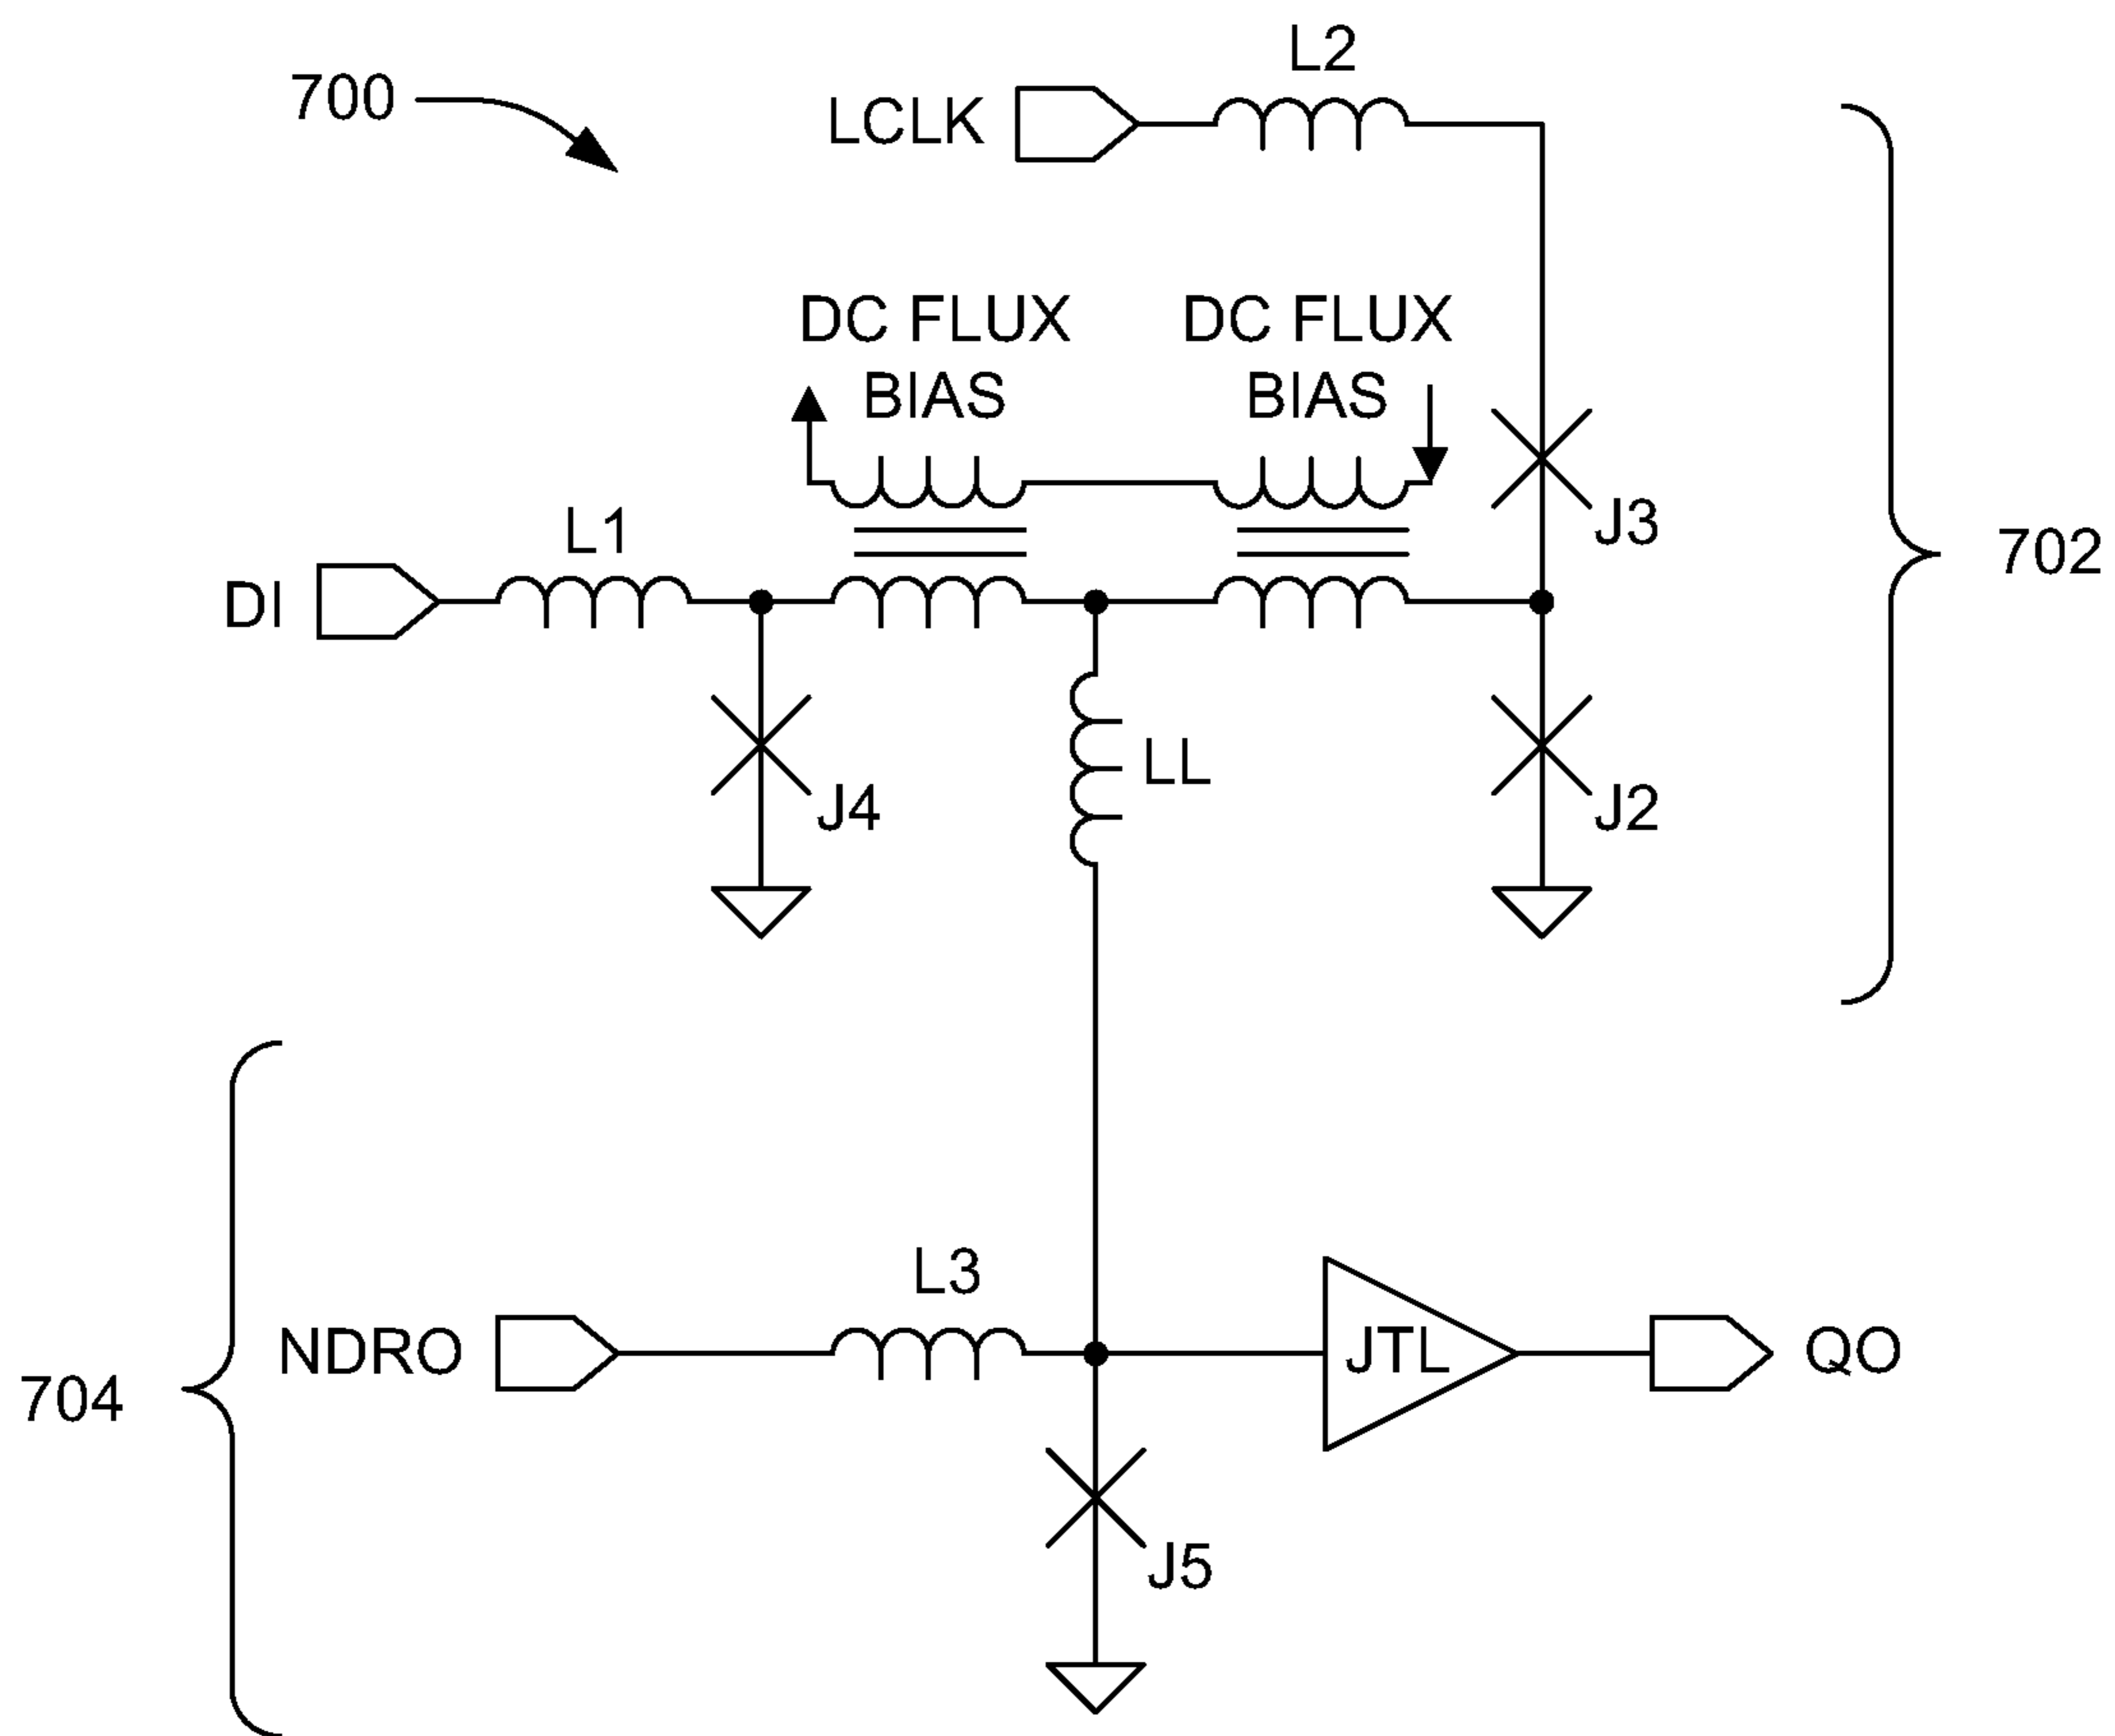 L2
700
LCLK
DC FLUX BIAS
DC FLUX BIAS
J3
702
L1
DI
LL
J4
J2
L3
NDRO
JTL
QO
704
J5